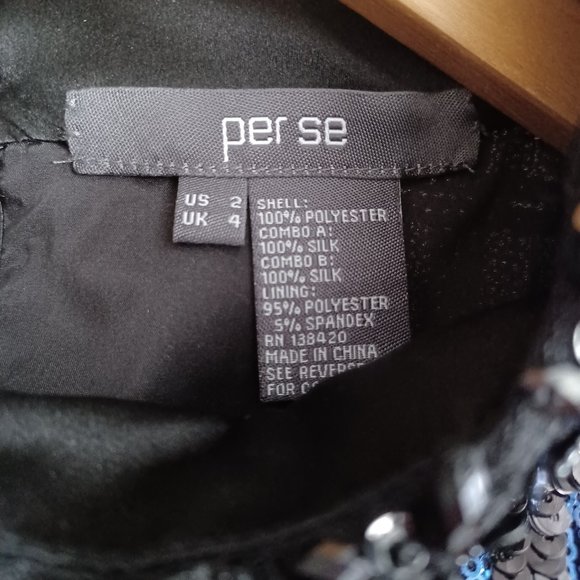 per se
US 2
UK 4
SHELL:
100% POLYESTER
COMBO A:
100% SILK
COMBO B:
100% SILK
LINING:
95% POLYESTER
5% SPANDEX
RN 138420
MADE IN CHINA
SEE REVERSE
FOR